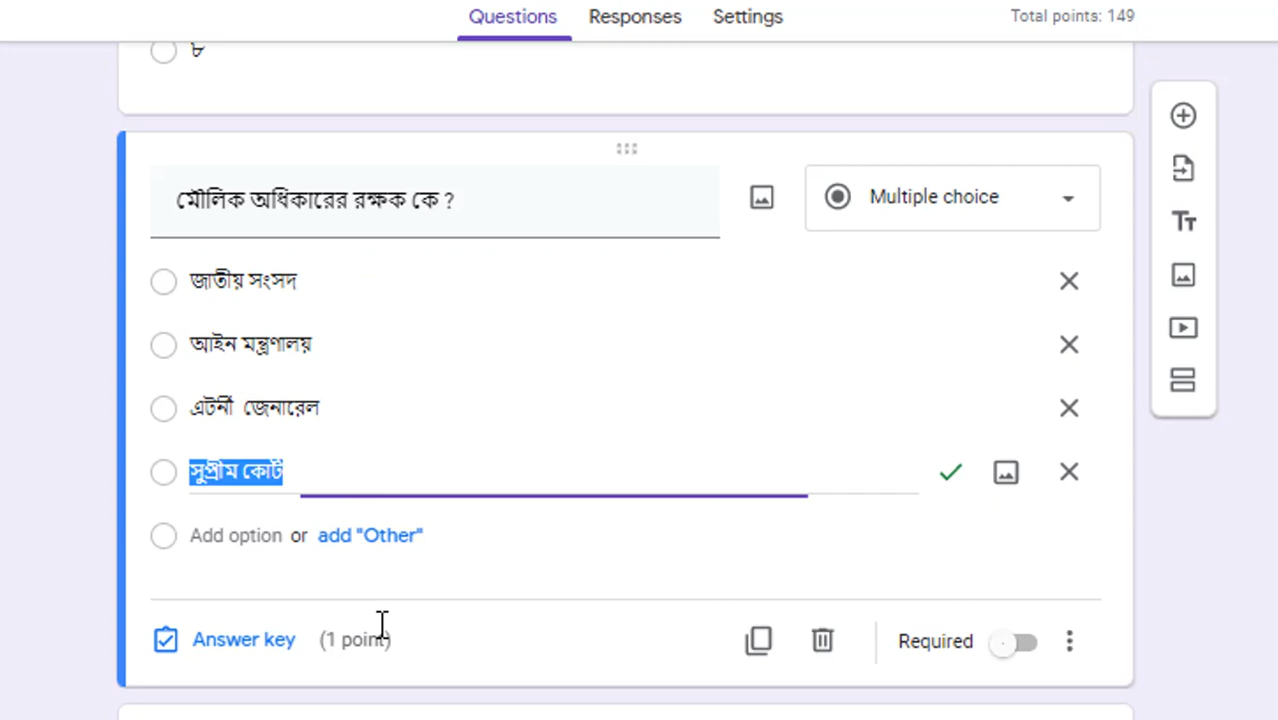 Questions Responses Settings Total points: 149
৮
মৌলিক অধিকারের রক্ষক কে ?
Multiple choice
জাতীয় সংসদ
আইন মন্ত্রণালয়
এটর্নী জেনারেল
সুপ্রীম কোর্ট
Add option or add "Other"
Answer key (1 point)
Required